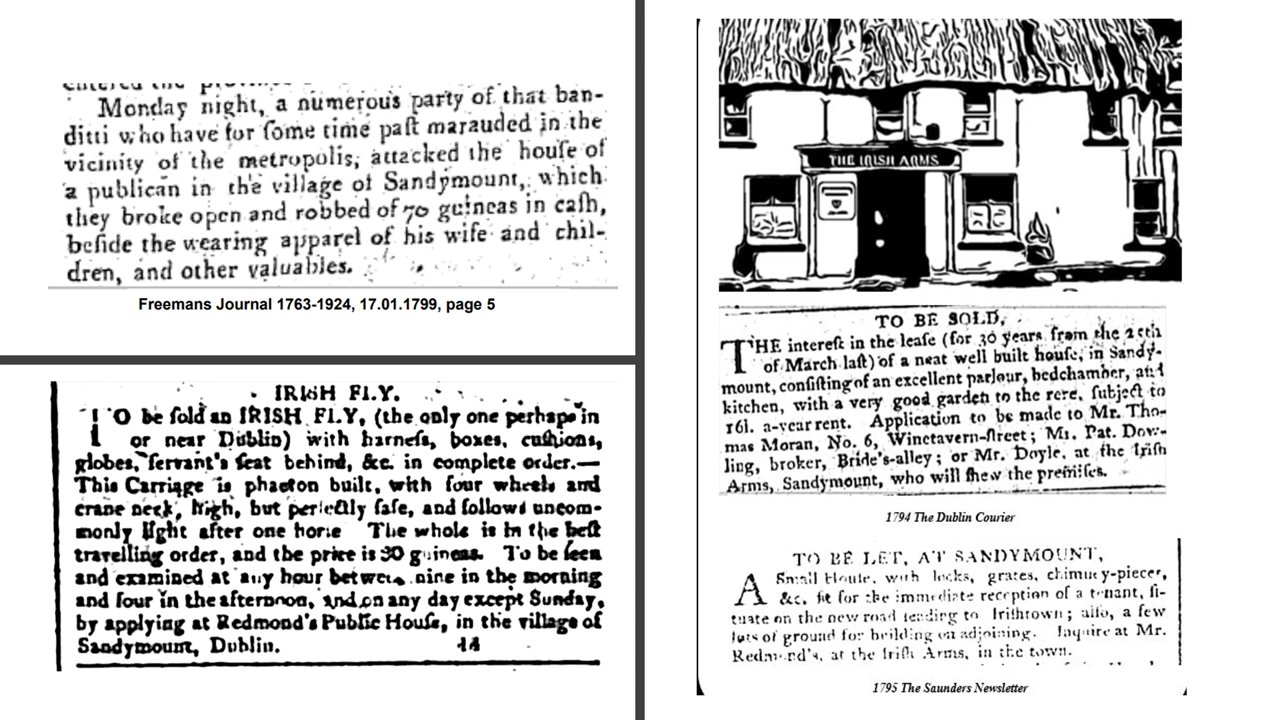 Monday night, a numerous party of that ban-
ditti who have for ſome time paſt marauded in the
vicinity of the metropolis, attacked the houſe of
a publican in the village of Sandymount, which
they broke open and robbed of 70 guineas in caſh,
beſide the wearing apparel of his wife and chil-
dren, and other valuables.
Freemans Journal 1763-1924, 17.01.1799, page 5
IRISH FLY.
TO be ſold an IRISH FLY, (the only one perhaps in
or near Dublin) with harneſs, boxes, cuſhions,
globes, ſervant's ſeat behind, &c. in complete order.—
This Carriage is phaeton built, with four wheels and
crane neck, high, but perfectly ſafe, and follows uncom-
monly light after one horſe The whole is in the beſt
travelling order, and the price is 30 guineas. To be ſeen
and examined at any hour between nine in the morning
and four in the afternoon, and on any day except Sunday,
by applying at Redmond's Public Houſe, in the village of
Sandymount, Dublin. 14
THE IRISH ARMS
TO BE SOLD,
THE intereſt in the leaſe (for 30 years from the 25th
of March laſt) of a neat well built houſe, in Sandy-
mount, conſiſting of an excellent parlour, bedchamber, and
kitchen, with a very good garden to the rere, ſubject to
16l. a-year rent. Application to be made to Mr. Tho-
mas Moran, No. 6, Winetavern-ſtreet; Mr. Pat. Dow-
ling, broker, Bride's-alley; or Mr. Doyle, at the Iriſh
Arms, Sandymount, who will ſhew the premiſes.
1794 The Dublin Courier
TO BE LET, AT SANDYMOUNT,
A Small Houſe, with locks, grates, chimney-pieces,
&c. fit for the immediate reception of a tenant, ſi-
tuate on the new road leading to Iriſhtown; alſo, a few
lots of ground for building on adjoining. Inquire at Mr.
Redmond's, at the Iriſh Arms, in the town.
1795 The Saunders Newsletter